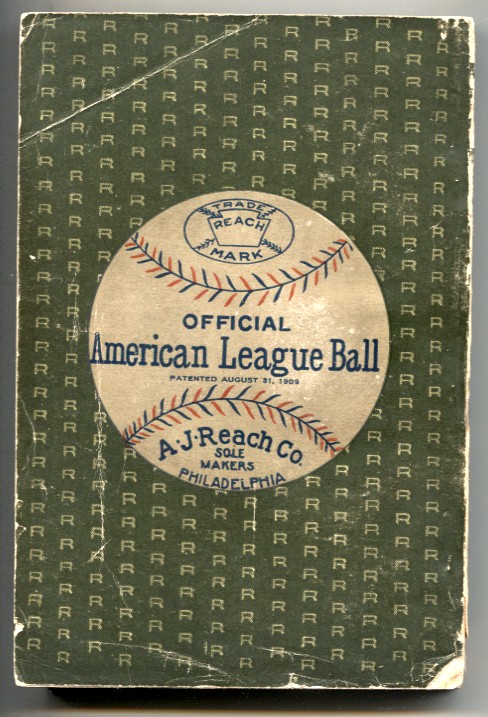 TRADE
REACH
MARK
OFFICIAL
American League Ball
PATENTED AUGUST 31, 1909
A·J·Reach Co.
SOLE
MAKERS
PHILADELPHIA